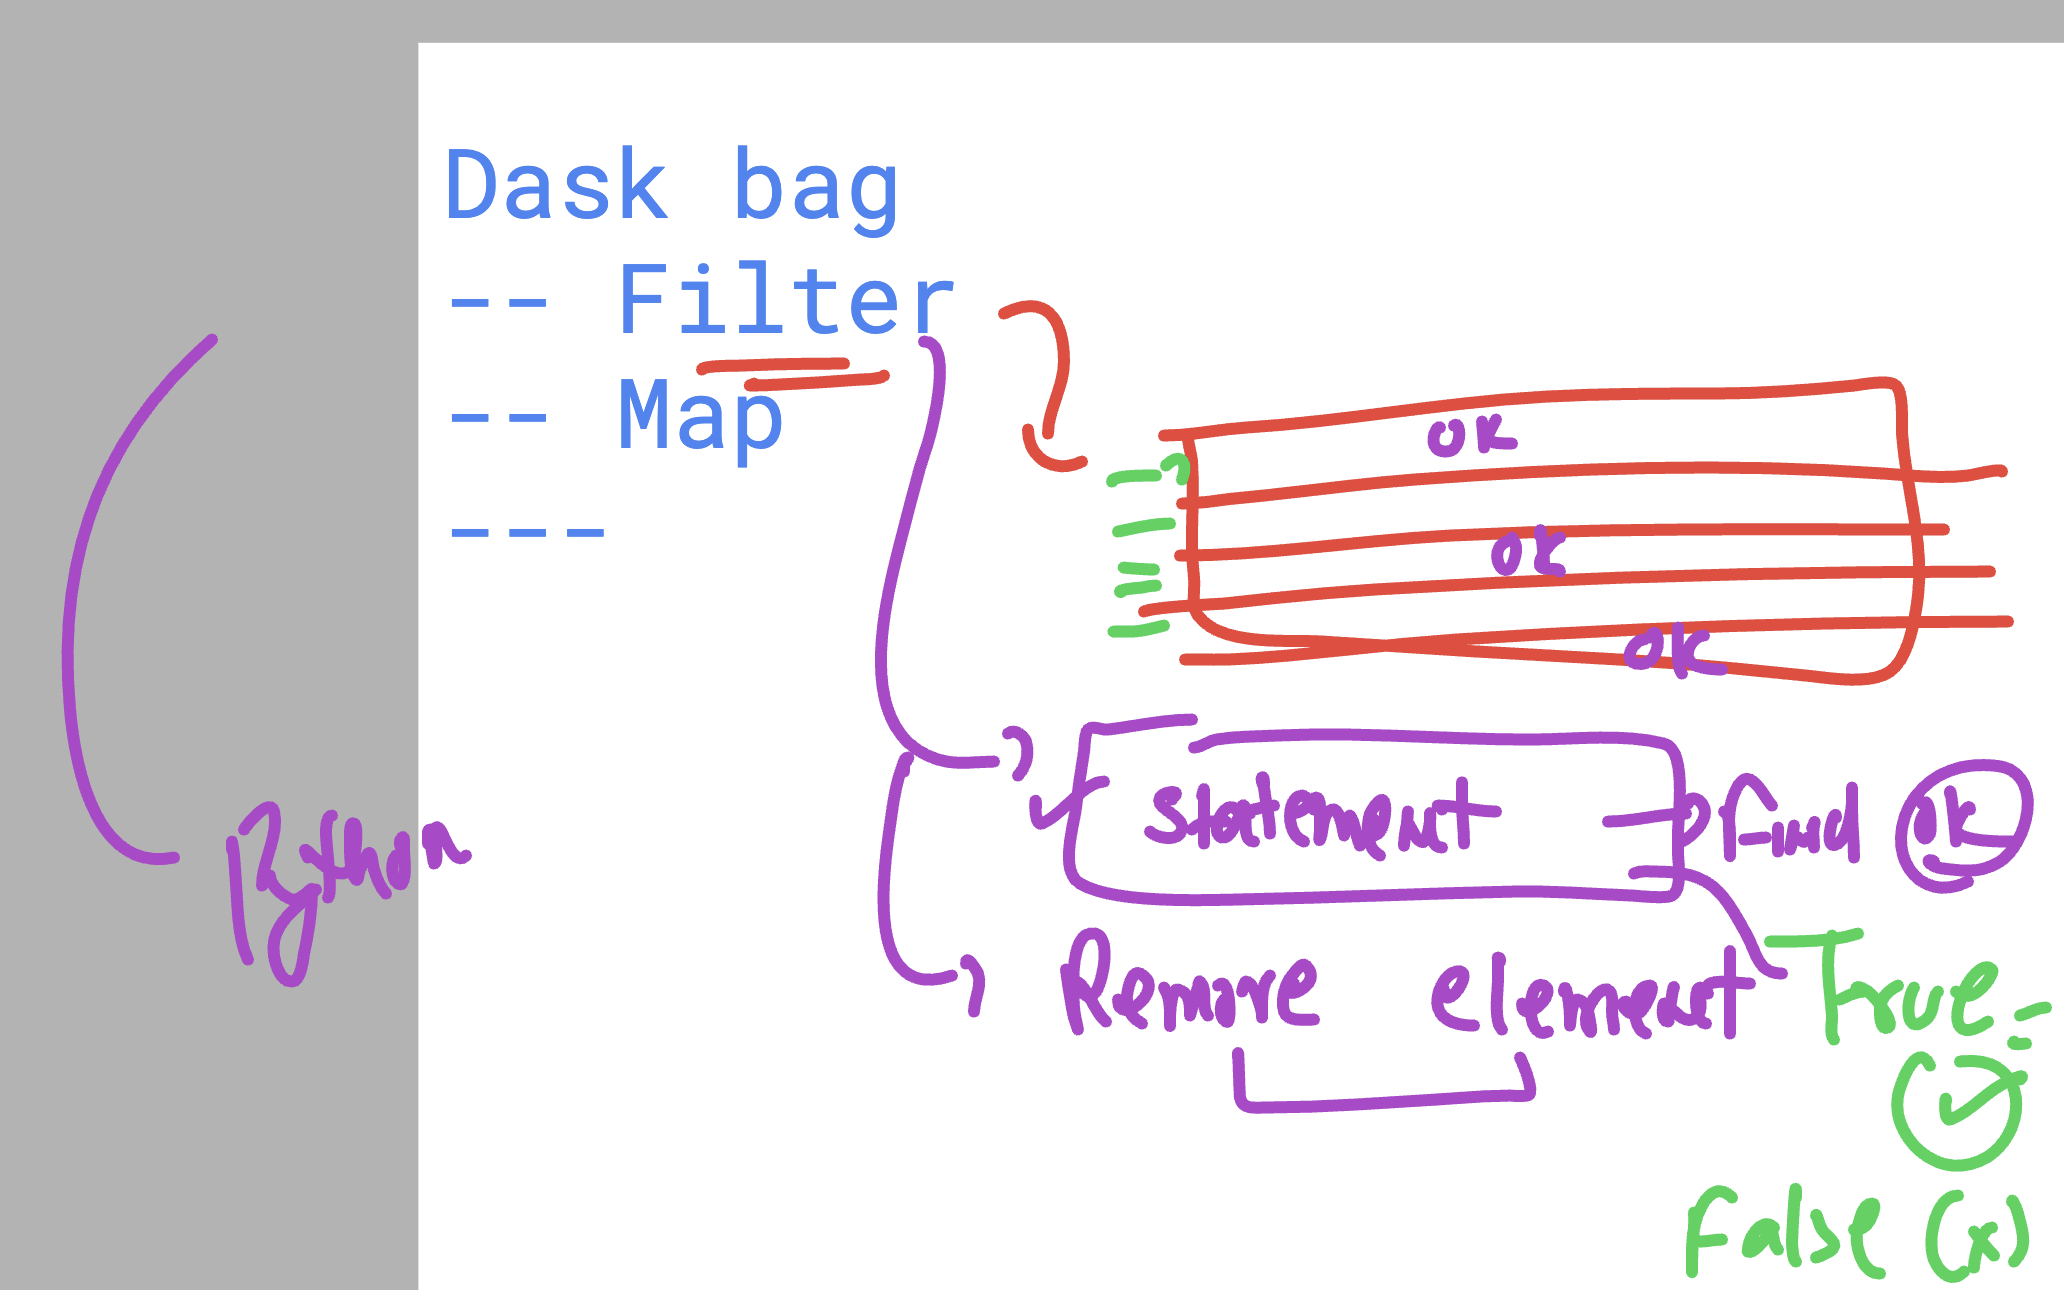 Dask bag
-- Filter
-- Map
---
ok
ok
ok
Python
statement
Find ok
Remove element
True
False (x)